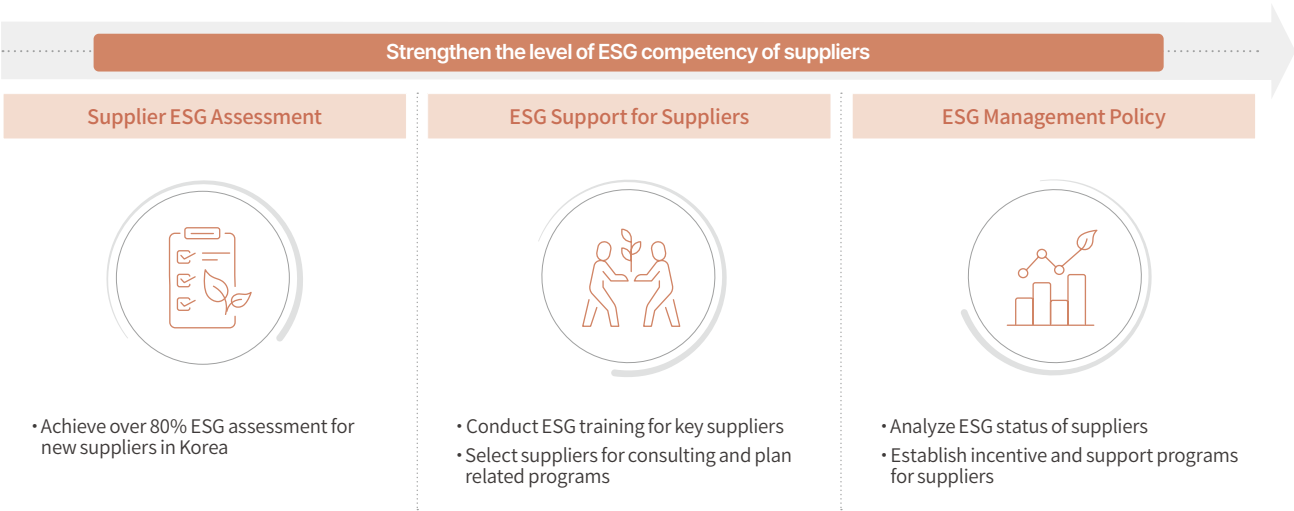 Strengthen the level of ESG competency of suppliers
Supplier ESG Assessment
• Achieve over 80% ESG assessment for
new suppliers in Korea
ESG Support for Suppliers
• Conduct ESG training for key suppliers
• Select suppliers for consulting and plan
related programs
ESG Management Policy
• Analyze ESG status of suppliers
• Establish incentive and support programs
for suppliers